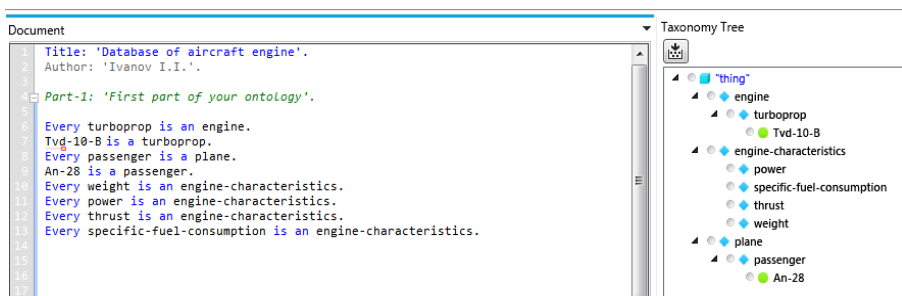 Document
1 Title: 'Database of aircraft engine'.
2 Author: 'Ivanov I.I.'.
3
4 Part-1: 'First part of your ontology'.
5
6 Every turboprop is an engine.
7 Tvd-10-B is a turboprop.
8 Every passenger is a plane.
9 An-28 is a passenger.
10 Every weight is an engine-characteristics.
11 Every power is an engine-characteristics.
12 Every thrust is an engine-characteristics.
13 Every specific-fuel-consumption is an engine-characteristics.
14
15
16
17
Taxonomy Tree
"thing"
engine
turboprop
Tvd-10-B
engine-characteristics
power
specific-fuel-consumption
thrust
weight
plane
passenger
An-28